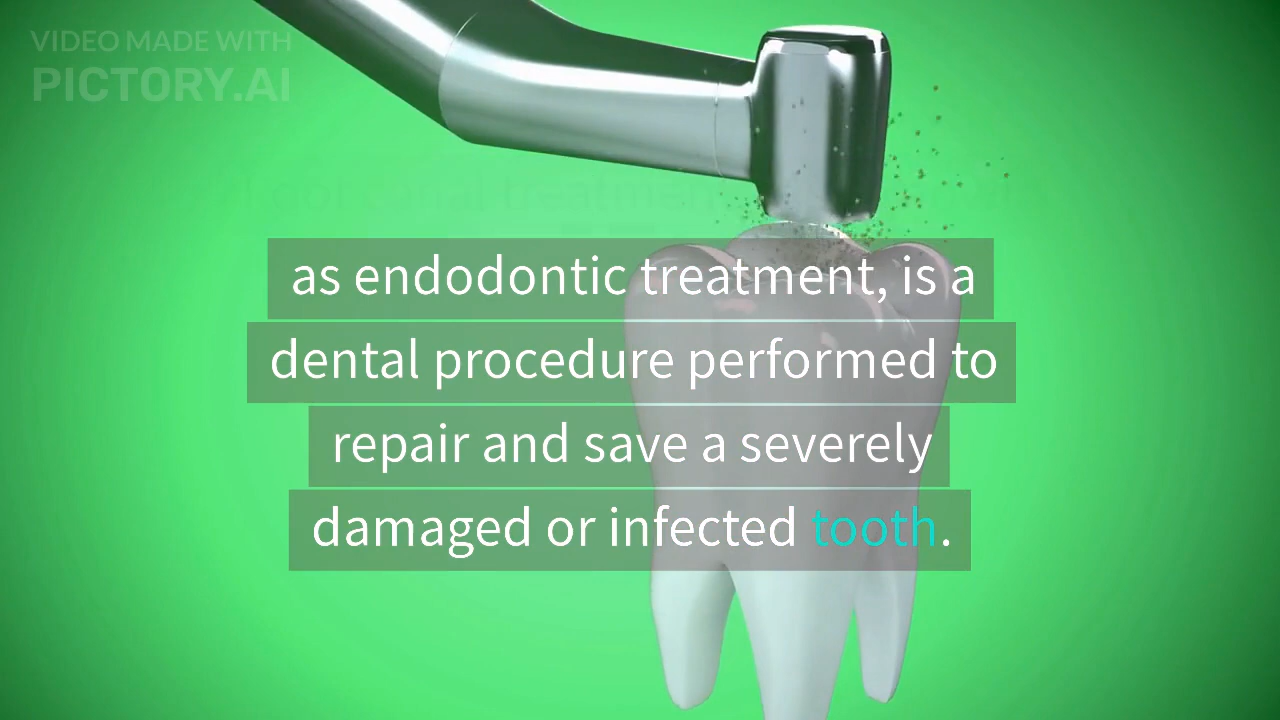 VIDEO MADE WITH
PICTORY.AI
as endodontic treatment, is a
dental procedure performed to
repair and save a severely
damaged or infected tooth.